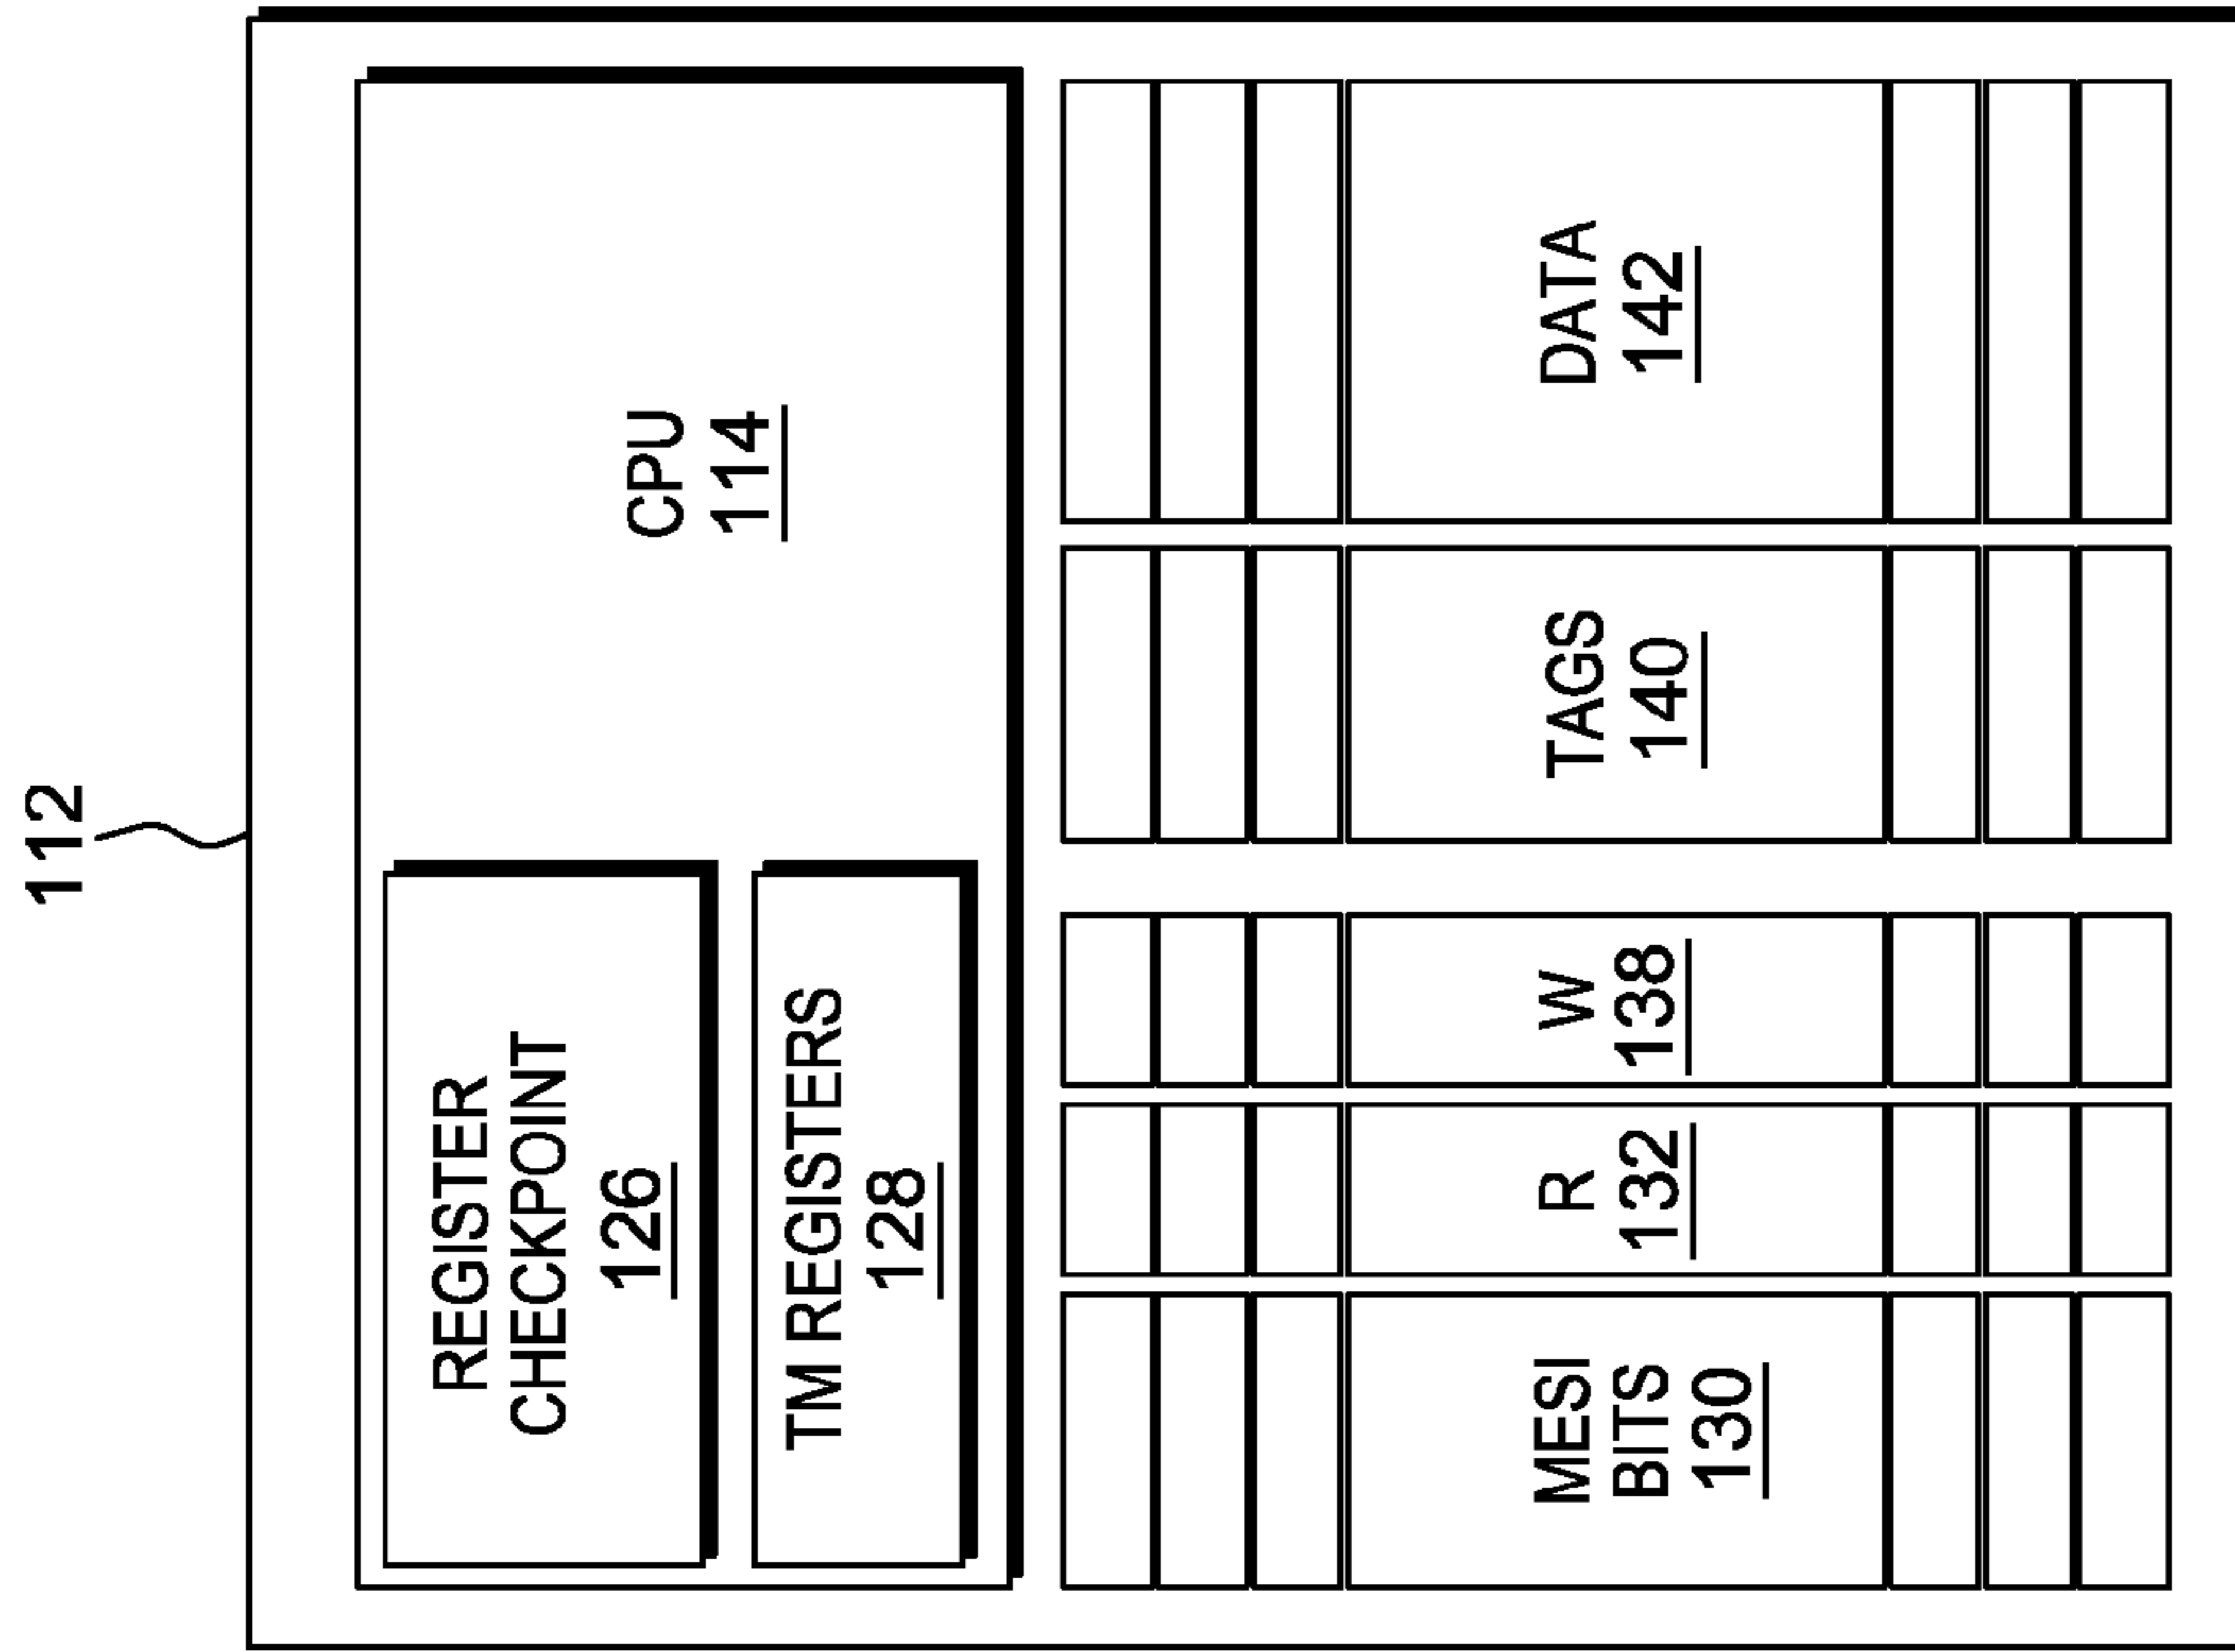 112
REGISTER
CHECKPOINT
126
CPU
114
TM REGISTERS
128
MESI
BITS
130
R
132
W
138
TAGS
140
DATA
142